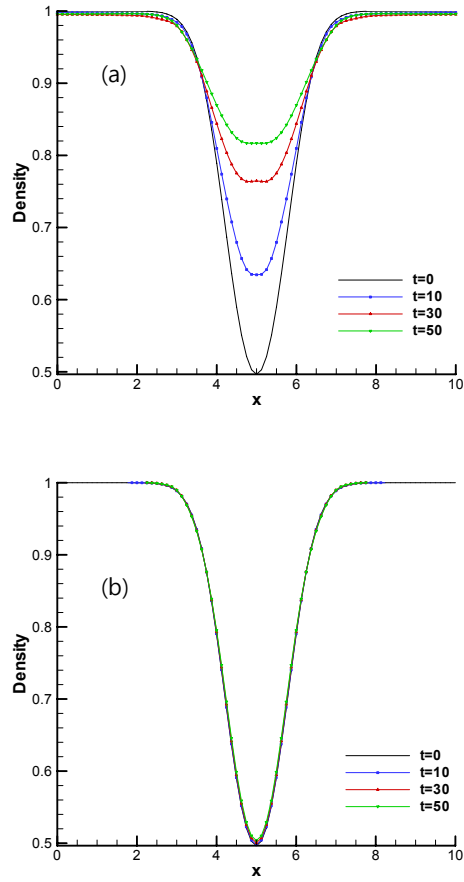 1
(a)
0.9
0.8
Density
0.7
t=0
t=10
0.6
t=30
t=50
0.5
0 2 4 6 8 10
x
1
(b)
0.9
0.8
Density
0.7
t=0
t=10
0.6
t=30
t=50
0.5
0 2 4 6 8 10
x